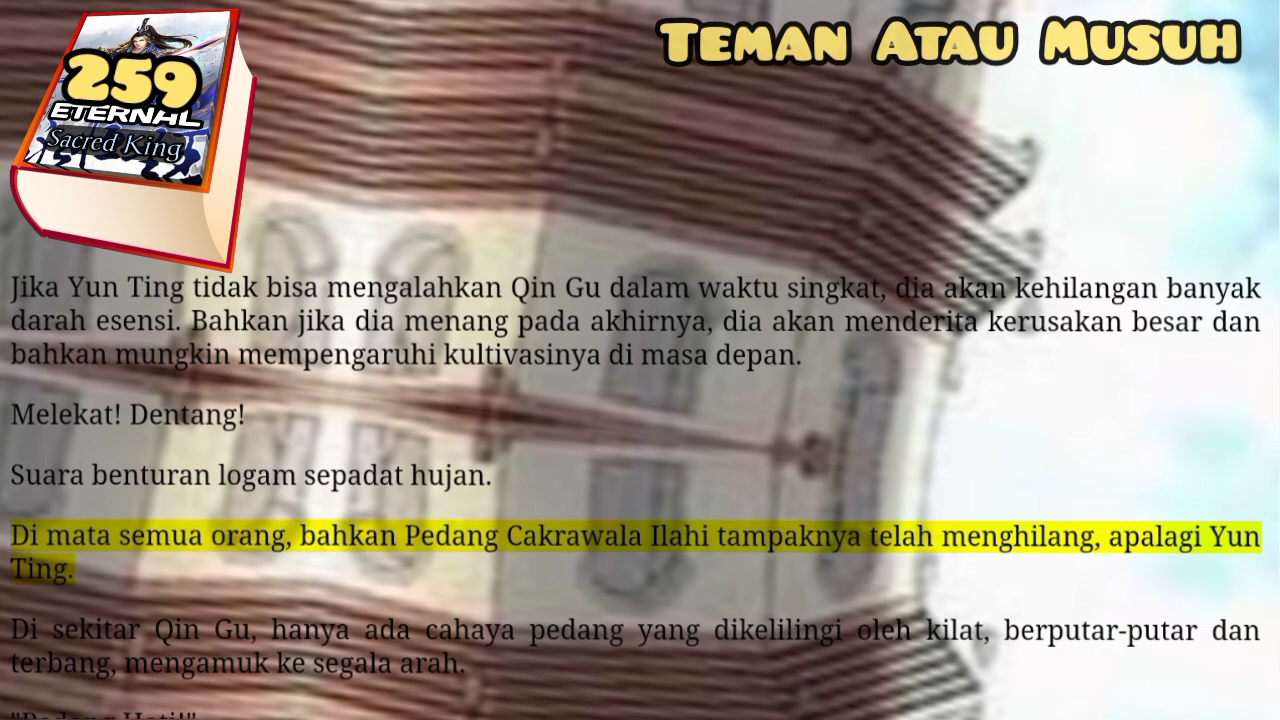 Teman Atau Musuh
259
ETERNAL
Sacred King
Jika Yun Ting tidak bisa mengalahkan Qin Gu dalam waktu singkat, dia akan kehilangan banyak
darah esensi. Bahkan jika dia menang pada akhirnya, dia akan menderita kerusakan besar dan
bahkan mungkin mempengaruhi kultivasinya di masa depan.
Melekat! Dentang!
Suara benturan logam sepadat hujan.
Di mata semua orang, bahkan Pedang Cakrawala Ilahi tampaknya telah menghilang, apalagi Yun
Ting.
Di sekitar Qin Gu, hanya ada cahaya pedang yang dikelilingi oleh kilat, berputar-putar dan
terbang, mengamuk ke segala arah.